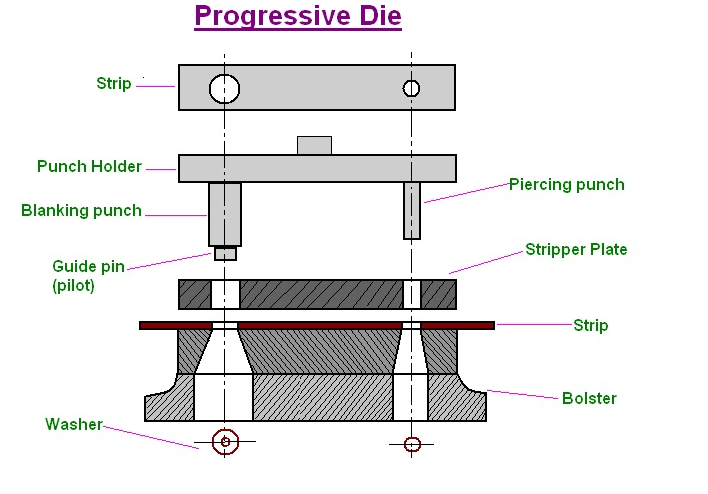 Progressive Die
Strip
Punch Holder
Piercing punch
Blanking punch
Stripper Plate
Guide pin
(pilot)
Strip
Bolster
Washer